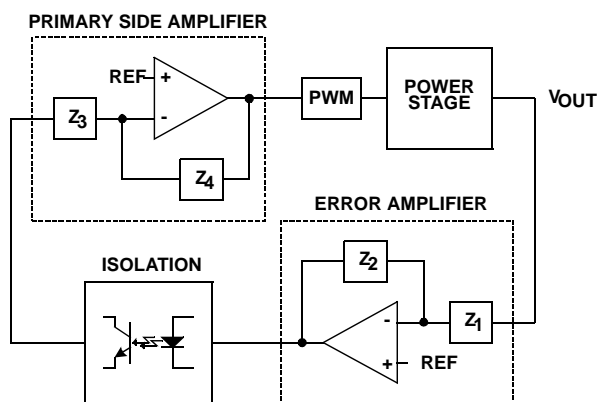 PRIMARY SIDE AMPLIFIER
REF
+
-
Z3
Z4
PWM
POWER
STAGE
VOUT
ERROR AMPLIFIER
ISOLATION
Z2
-
Z1
+
REF